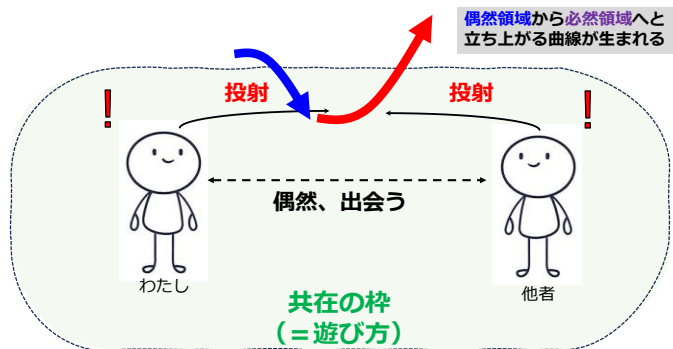 偶然領域から必然領域へと
立ち上がる曲線が生まれる
投射
投射
!
!
偶然、出会う
わたし
他者
共在の枠
（＝遊び方）